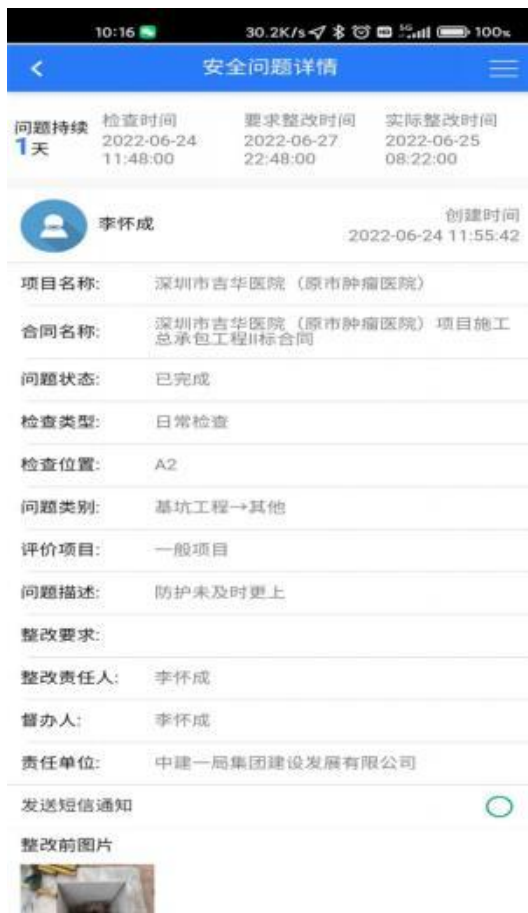 10:16 30.2K/s 5G 100%
安全问题详情
问题持续 检查时间 要求整改时间 实际整改时间
1天 2022-06-24 2022-06-27 2022-06-25
11:48:00 22:48:00 08:22:00
李怀成 创建时间
2022-06-24 11:55:42
项目名称: 深圳市吉华医院（原市肿瘤医院）
合同名称: 深圳市吉华医院（原市肿瘤医院）项目施工
总承包工程II标合同
问题状态: 已完成
检查类型: 日常检查
检查位置: A2
问题类别: 基坑工程→其他
评价项目: 一般项目
问题描述: 防护未及时更上
整改要求:
整改责任人: 李怀成
督办人: 李怀成
责任单位: 中建一局集团建设发展有限公司
发送短信通知
整改前图片